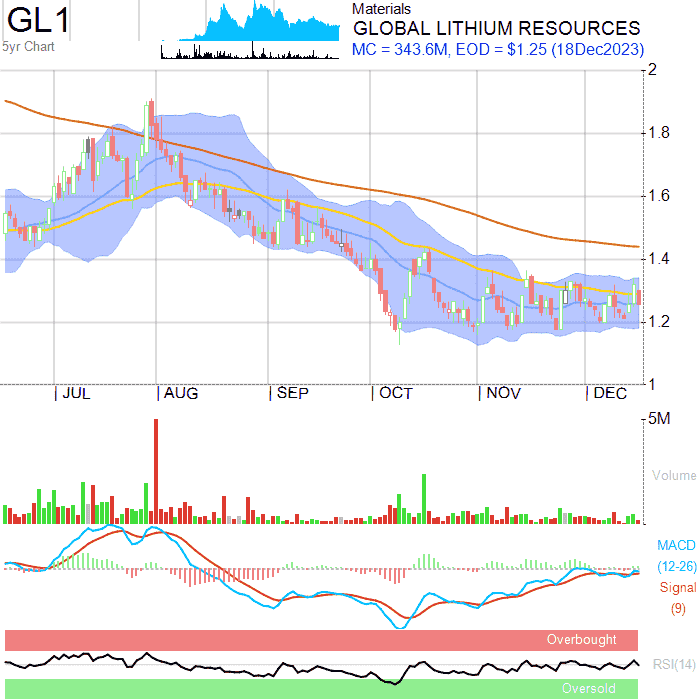 GL1
5yr Chart
Materials
GLOBAL LITHIUM RESOURCES
MC = 343.6M, EOD = $1.25 (18Dec2023)
2
1.8
1.6
1.4
1.2
1
JUL AUG SEP OCT NOV DEC
5M
Volume
MACD
(12-26)
Signal
(9)
Overbought
RSI(14)
Oversold